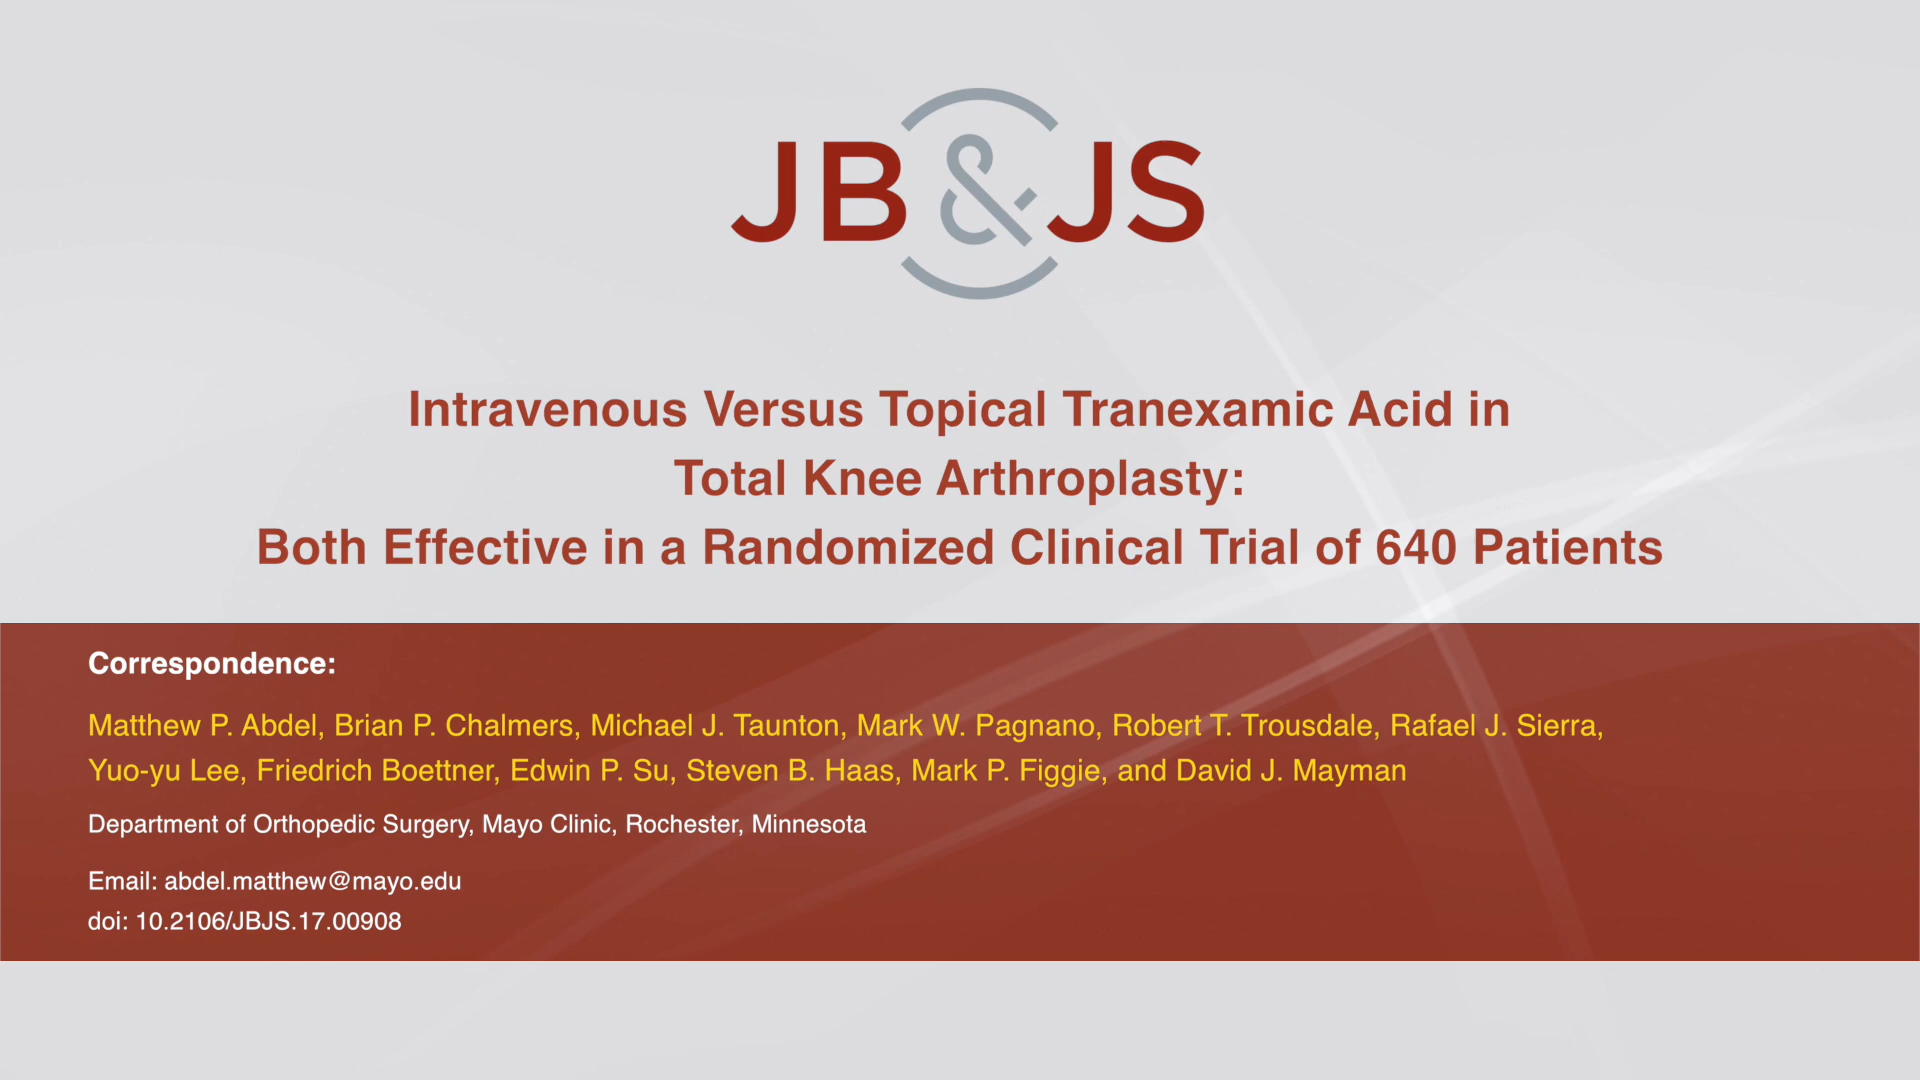 JB&JS
Intravenous Versus Topical Tranexamic Acid in
Total Knee Arthroplasty:
Both Effective in a Randomized Clinical Trial of 640 Patients
Correspondence:
Matthew P. Abdel, Brian P. Chalmers, Michael J. Taunton, Mark W. Pagnano, Robert T. Trousdale, Rafael J. Sierra,
Yuo-yu Lee, Friedrich Boettner, Edwin P. Su, Steven B. Haas, Mark P. Figgie, and David J. Mayman
Department of Orthopedic Surgery, Mayo Clinic, Rochester, Minnesota
Email: abdel.matthew@mayo.edu
doi: 10.2106/JBJS.17.00908